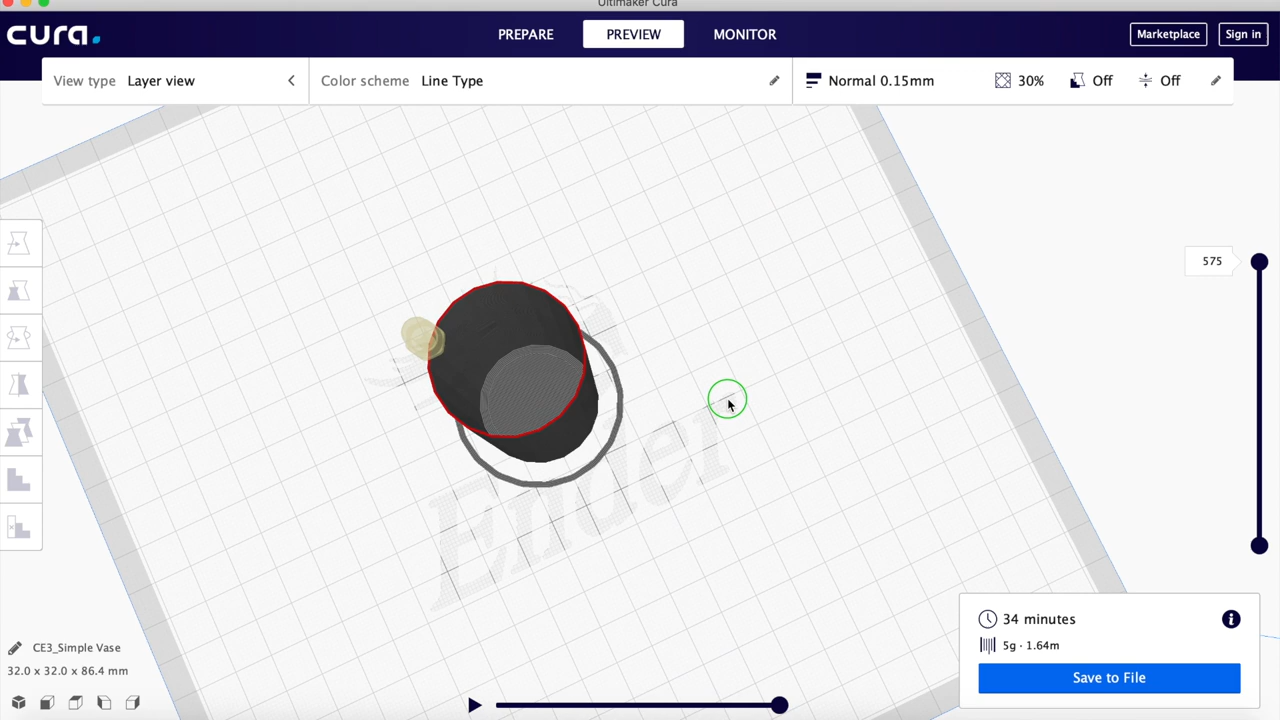 Ultimaker Cura
cura.
PREPARE
PREVIEW
MONITOR
Marketplace
Sign in
View type Layer view
Color scheme Line Type
Normal 0.15mm
30%
Off
Off
575
Ender
34 minutes
5g · 1.64m
Save to File
CE3_Simple Vase
32.0 x 32.0 x 86.4 mm